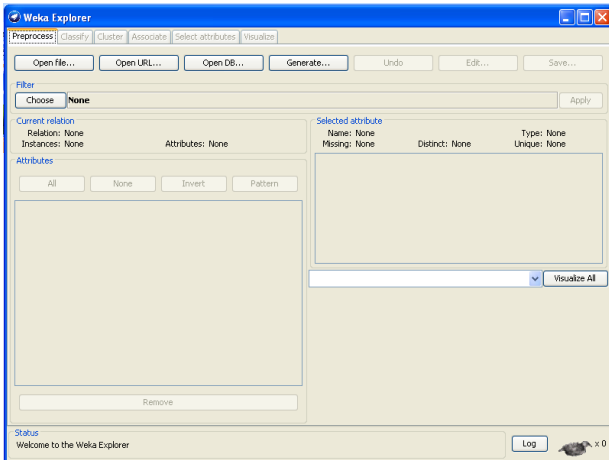 Weka Explorer
Preprocess Classify Cluster Associate Select attributes Visualize
Open file... Open URL... Open DB... Generate... Undo Edit... Save...
Filter
Choose None Apply
Current relation
Relation: None
Instances: None Attributes: None
Selected attribute
Name: None Type: None
Missing: None Distinct: None Unique: None
Attributes
All None Invert Pattern
Visualize All
Remove
Status
Welcome to the Weka Explorer
Log x 0